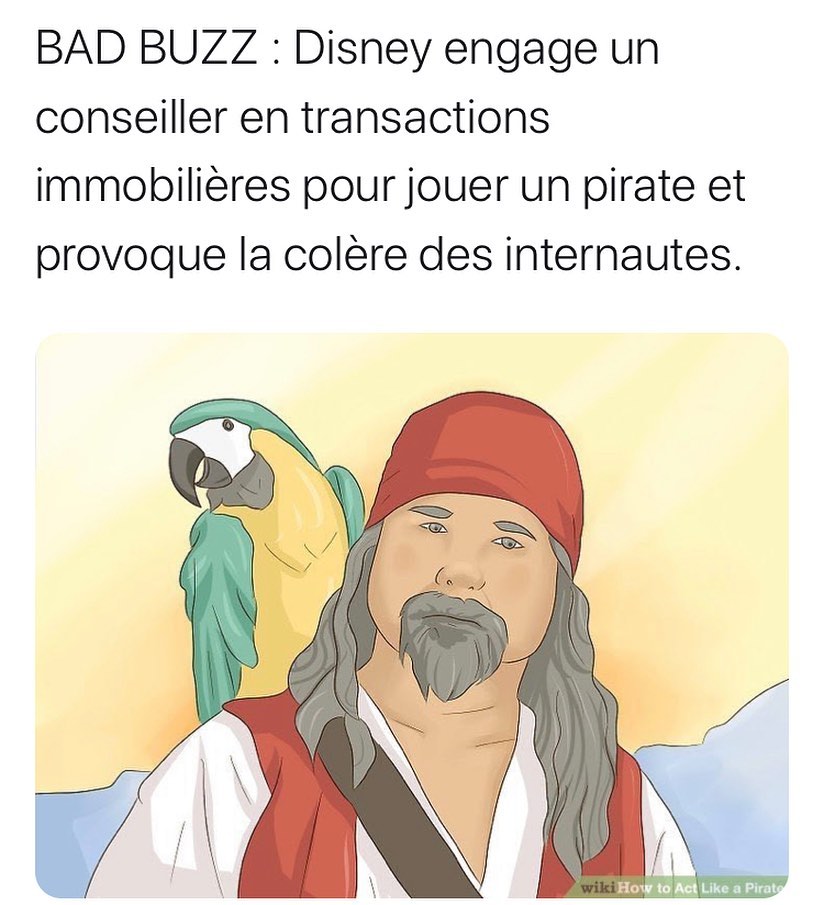 BAD BUZZ : Disney engage un
conseiller en transactions
immobilières pour jouer un pirate et
provoque la colère des internautes.
wikiHow to Act Like a Pirate